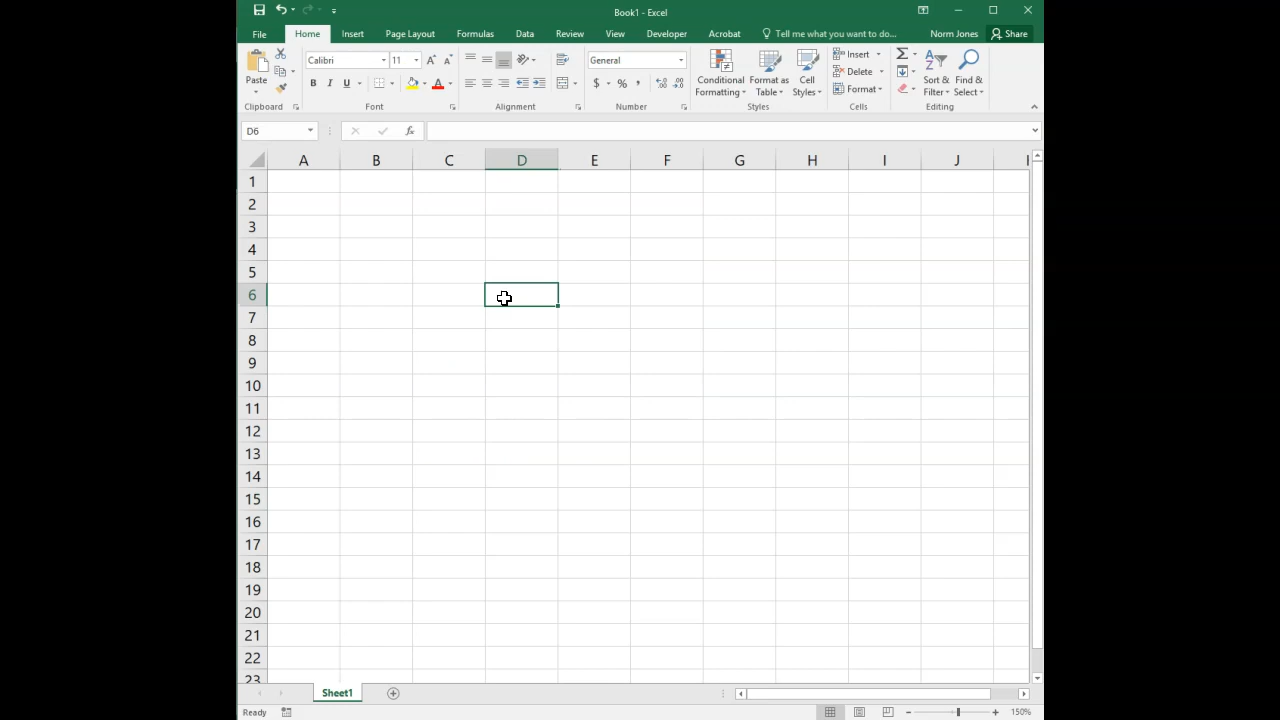 Book1 - Excel
File Home Insert Page Layout Formulas Data Review View Developer Acrobat Tell me what you want to do... Norm Jones Share
Calibri 11 General Insert
Delete
Format
Paste B I U $ % , Conditional Formatting Format as Table Cell Styles Sort & Filter Find & Select
Clipboard Font Alignment Number Styles Cells Editing
D6 fx
A B C D E F G H I J
1
2
3
4
5
6
7
8
9
10
11
12
13
14
15
16
17
18
19
20
21
22
23
Sheet1
Ready 150%